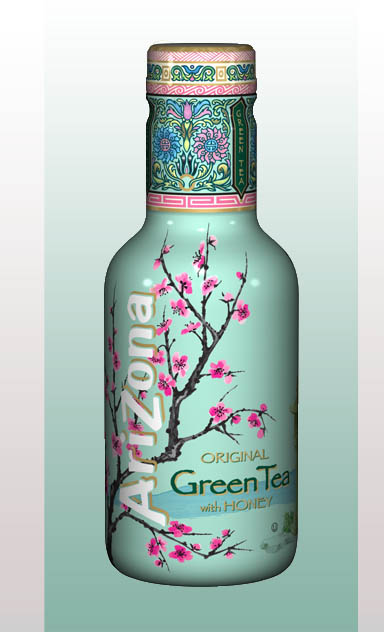 GREEN TEA
AriZona
ORIGINAL
Green Tea
with HONEY
U